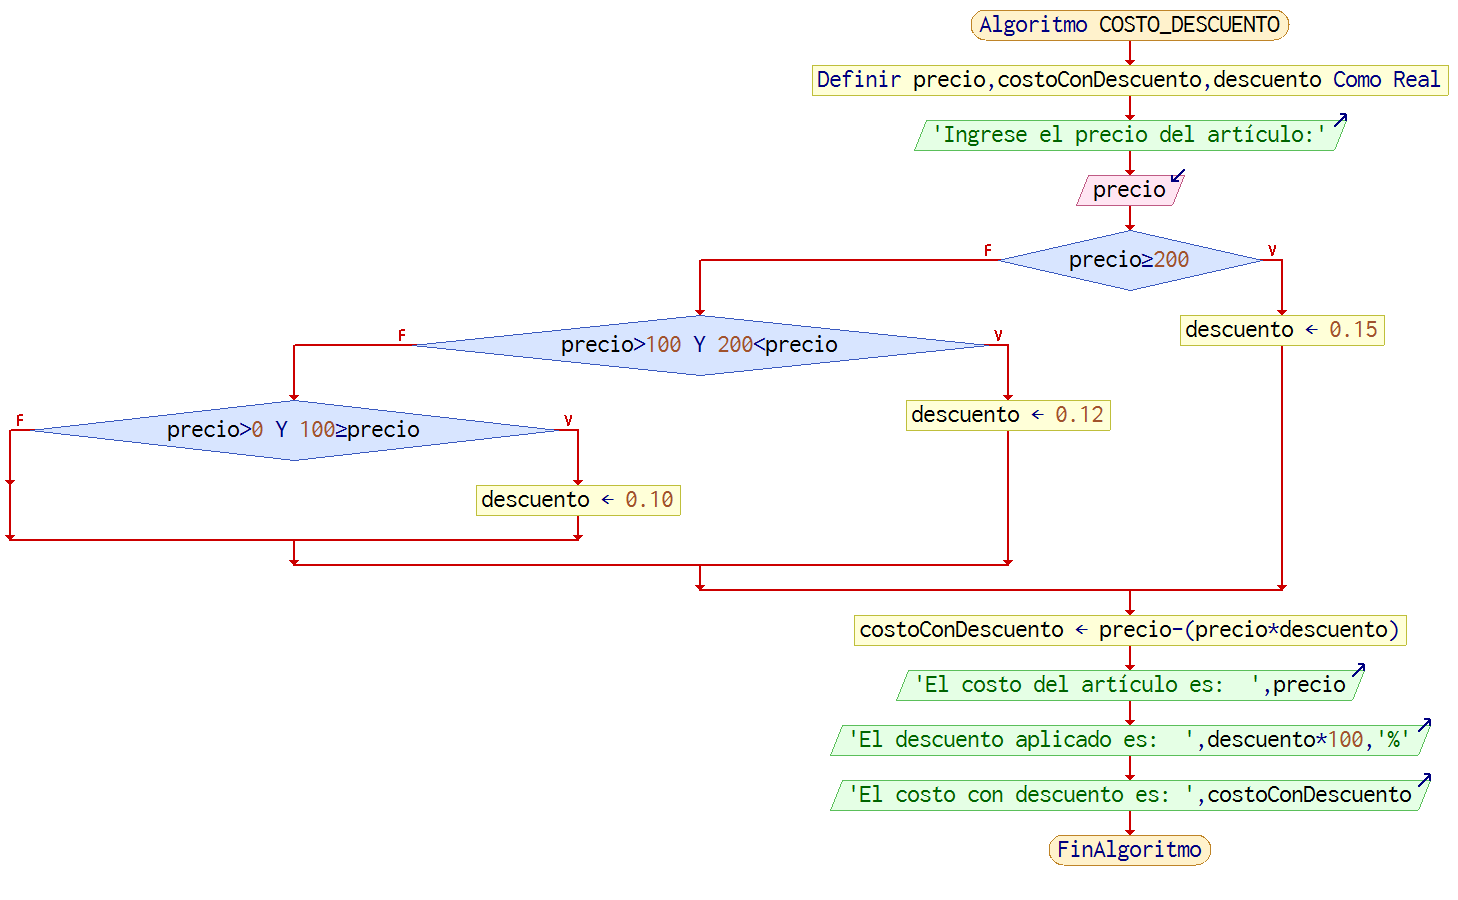 Algoritmo COSTO_DESCUENTO
Definir precio,costoConDescuento,descuento Como Real
'Ingrese el precio del artículo:'
precio
F
V
precio≥200
F
V
descuento ← 0.15
precio>100 Y 200<precio
F
V
descuento ← 0.12
precio>0 Y 100≥precio
descuento ← 0.10
costoConDescuento ← precio-(precio*descuento)
'El costo del artículo es:  ',precio
'El descuento aplicado es:  ',descuento*100,'%'
'El costo con descuento es: ',costoConDescuento
FinAlgoritmo